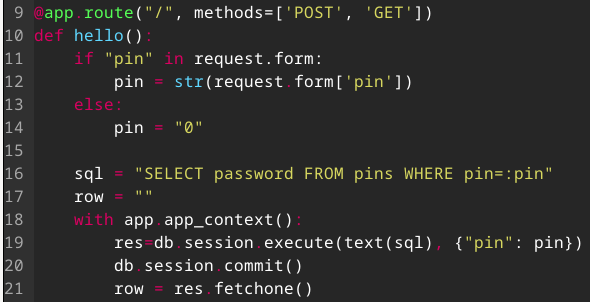 9 @app.route("/", methods=['POST', 'GET'])
10 def hello():
11     if "pin" in request.form:
12         pin = str(request.form['pin'])
13     else:
14         pin = "0"
15
16     sql = "SELECT password FROM pins WHERE pin=:pin"
17     row = ""
18     with app.app_context():
19         res=db.session.execute(text(sql), {"pin": pin})
20         db.session.commit()
21         row = res.fetchone()